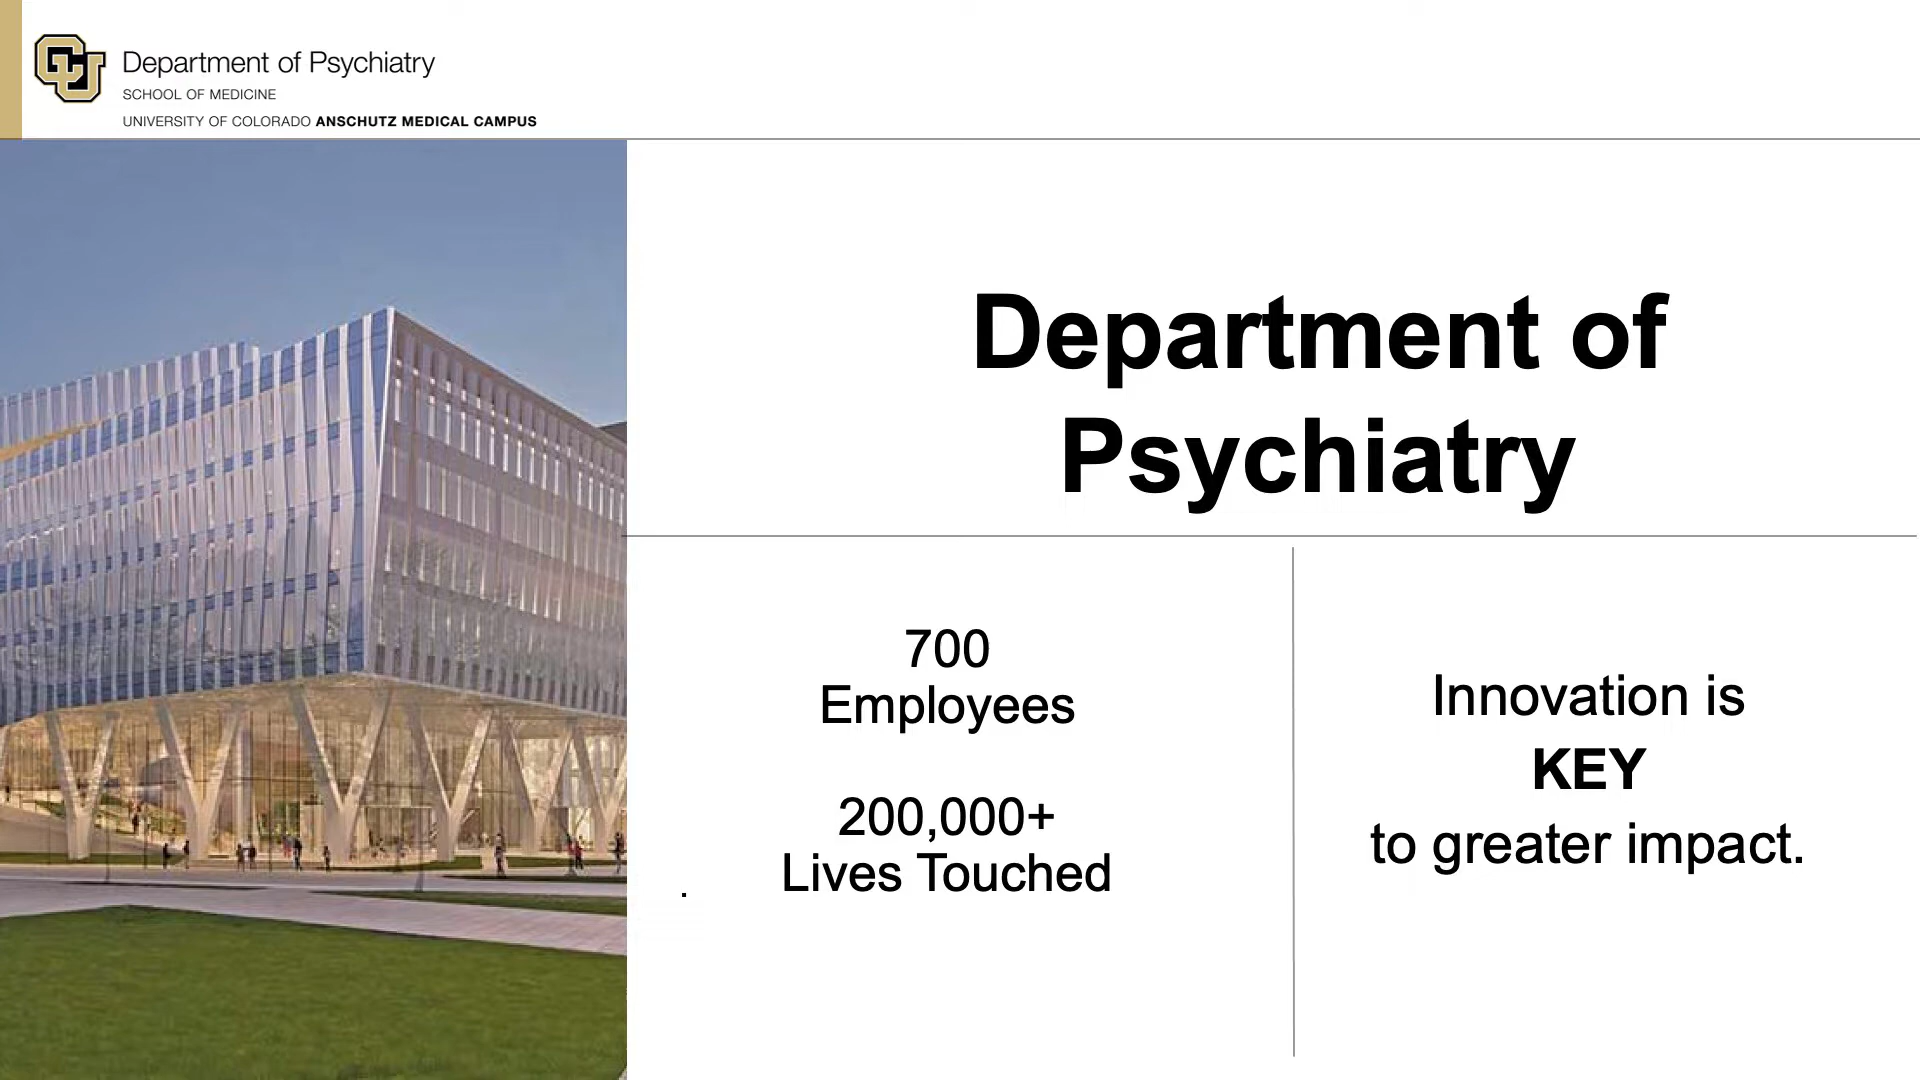 Department of Psychiatry
SCHOOL OF MEDICINE
UNIVERSITY OF COLORADO ANSCHUTZ MEDICAL CAMPUS
Department of
Psychiatry
700
Employees
200,000+
Lives Touched
.
Innovation is
KEY
to greater impact.